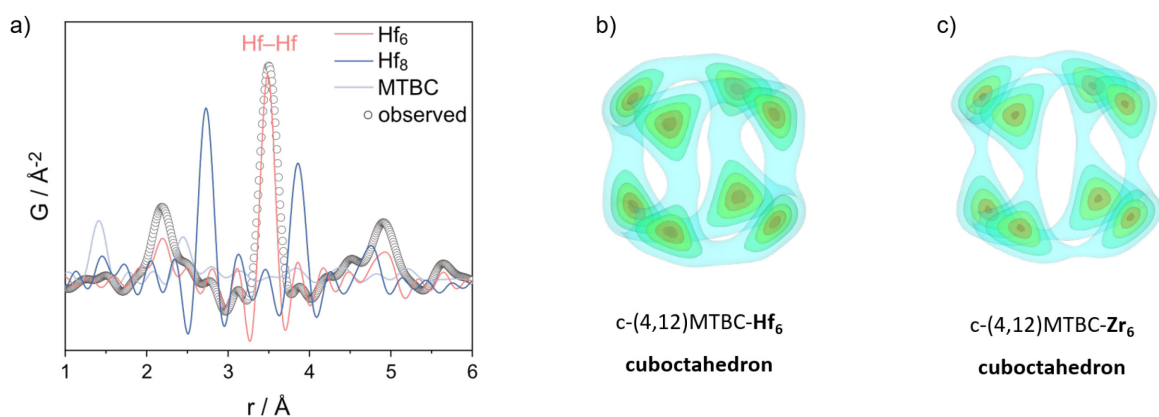 a)
Hf–Hf
Hf₆
Hf₈
MTBC
observed
G / Å⁻²
1 2 3 4 5 6
r / Å
b)
c-(4,12)MTBC-Hf₆
cuboctahedron
c)
c-(4,12)MTBC-Zr₆
cuboctahedron